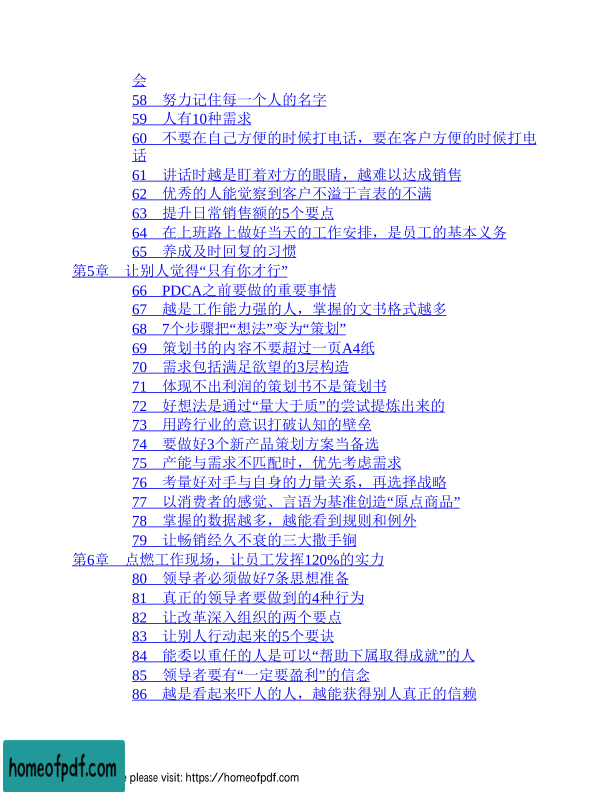 会
58 努力记住每一个人的名字
59 人有10种需求
60 不要在自己方便的时候打电话，要在客户方便的时候打电
话
61 讲话时越是盯着对方的眼睛，越难以达成销售
62 优秀的人能觉察到客户不溢于言表的不满
63 提升日常销售额的5个要点
64 在上班路上做好当天的工作安排，是员工的基本义务
65 养成及时回复的习惯
第5章 让别人觉得“只有你才行”
66 PDCA之前要做的重要事情
67 越是工作能力强的人，掌握的文书格式越多
68 7个步骤把“想法”变为“策划”
69 策划书的内容不要超过一页A4纸
70 需求包括满足欲望的3层构造
71 体现不出利润的策划书不是策划书
72 好想法是通过“量大于质”的尝试提炼出来的
73 用跨行业的意识打破认知的壁垒
74 要做好3个新产品策划方案当备选
75 产能与需求不匹配时，优先考虑需求
76 考量好对手与自身的力量关系，再选择战略
77 以消费者的感觉、言语为基准创造“原点商品”
78 掌握的数据越多，越能看到规则和例外
79 让畅销经久不衰的三大撒手锏
第6章 点燃工作现场，让员工发挥120%的实力
80 领导者必须做好7条思想准备
81 真正的领导者要做到的4种行为
82 让改革深入组织的两个要点
83 让别人行动起来的5个要诀
84 能委以重任的人是可以“帮助下属取得成就”的人
85 领导者要有“一定要盈利”的信念
86 越是看起来吓人的人，越能获得别人真正的信赖
homeofpdf.com
please visit: https://homeofpdf.com